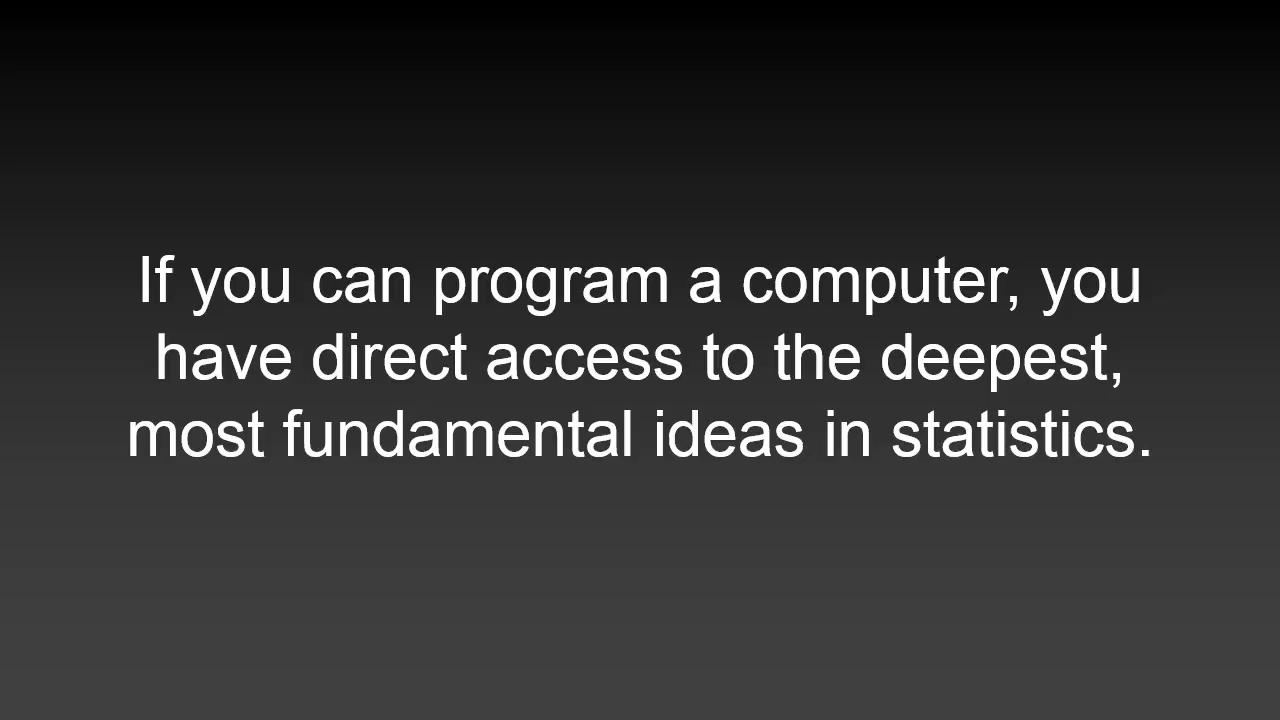 If you can program a computer, you
have direct access to the deepest,
most fundamental ideas in statistics.